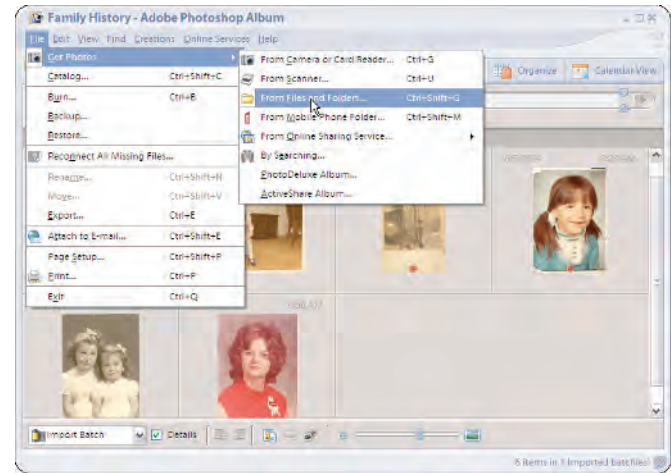 Family History - Adobe Photoshop Album
File Edit View Find Creations Online Services Help
Get Photos
Catalog... Ctrl+Shift+C
Burn... Ctrl+B
Backup...
Restore...
Reconnect All Missing Files...
Rename... Ctrl+Shift+N
Move... Ctrl+Shift+V
Export... Ctrl+E
Attach to E-mail... Ctrl+Shift+E
Page Setup... Ctrl+Shift+P
Print... Ctrl+P
Exit Ctrl+Q
From Camera or Card Reader... Ctrl+G
From Scanner... Ctrl+U
From Files and Folders... Ctrl+Shift+G
From Mobile Phone Folder... Ctrl+Shift+M
From Online Sharing Service...
By Searching...
PhotoDeluxe Album...
ActiveShare Album...
Organize Calendar View
Import Batch Details
6 Items in 1 imported batch(es)